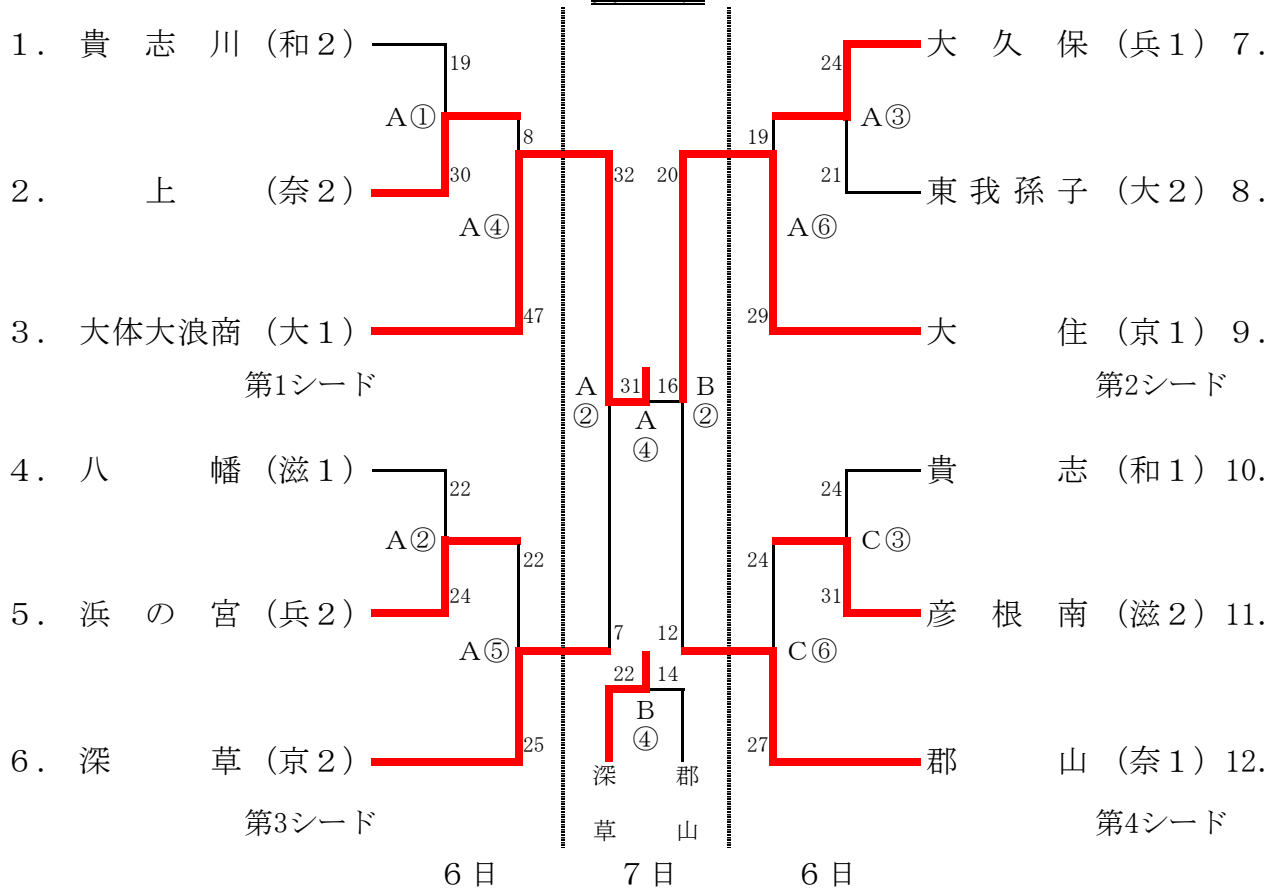 1. 貴志川 (和2) 大久保 (兵1) 7.
19 24
A① A③
8 19
30 32 20 21
2. 上 (奈2) 東我孫子 (大2) 8.
A④ A⑥
47 29
3. 大体大浪商 (大1) 大住 (京1) 9.
第1シード 第2シード
A② 31 16 B②
A④
4. 八幡 (滋1) 貴志 (和1) 10.
22 24
A② C③
22 24
24 31
5. 浜の宮 (兵2) 彦根南 (滋2) 11.
7 12
A⑤ C⑥
22 14
B④
25 27
6. 深草 (京2) 深草 郡山 郡山 (奈1) 12.
第3シード 第4シード
6日 7日 6日